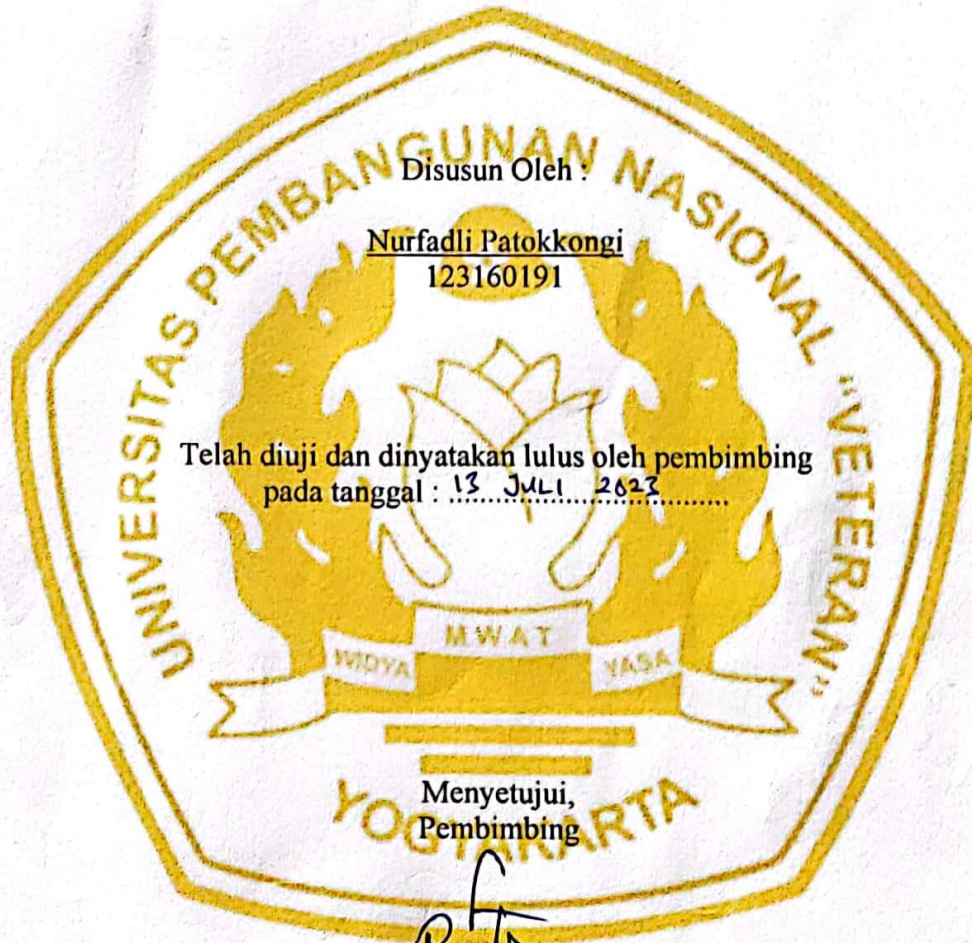 UNIVERSITAS PEMBANGUNAN NASIONAL "VETERAN"
Disusun Oleh :
Nurfadli Patokkongi
123160191
Telah diuji dan dinyatakan lulus oleh pembimbing
pada tanggal : 13 JULI 2023
WIDYA MWAT YASA
Menyetujui,
Pembimbing
YOGYAKARTA